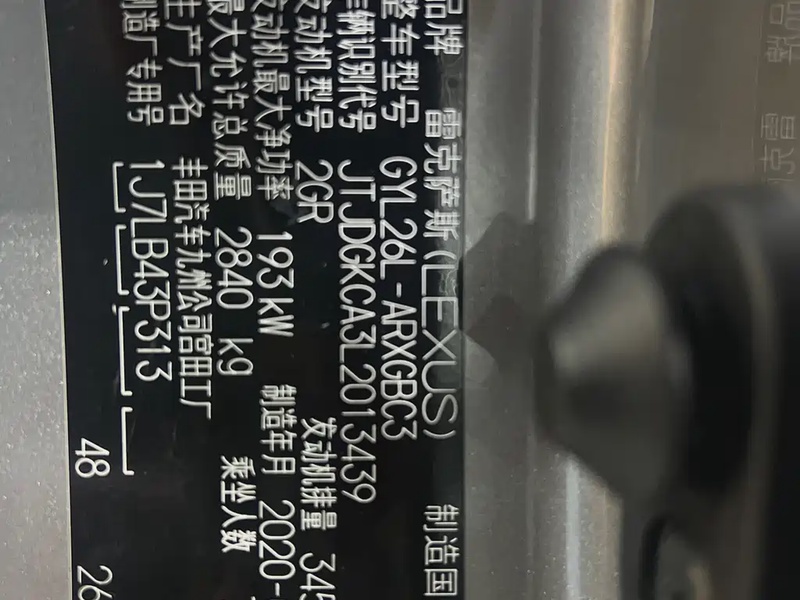 品牌 雷克萨斯(LEXUS) 制造国
整车型号 GYL26L-ARXGBC3
车辆识别代号 JTJDGKCA3L2013439
发动机型号 2GR 发动机排量 345
发动机最大净功率 193kW 制造年月 2020-
最大允许总质量 2840 kg 乘坐人数
生产厂名 丰田汽车九州公司宫田工厂
制造厂专用号 1J7LB43P313
48 26